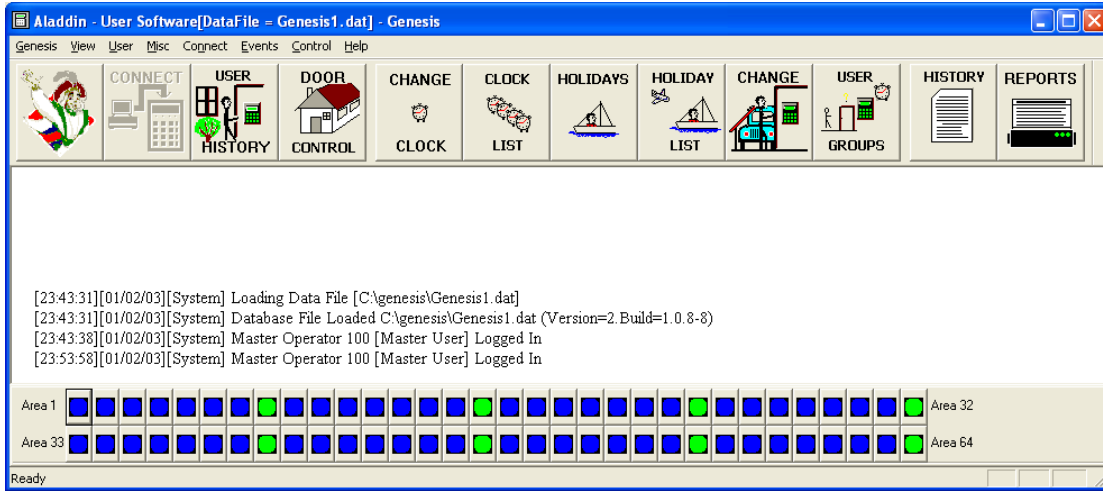 Aladdin - User Software[DataFile = Genesis1.dat] - Genesis
Genesis View User Misc Connect Events Control Help
CONNECT
USER HISTORY
DOOR CONTROL
CHANGE CLOCK
CLOCK LIST
HOLIDAYS
HOLIDAY LIST
CHANGE
USER GROUPS
HISTORY
REPORTS
[23:43:31][01/02/03][System] Loading Data File [C:\genesis\Genesis1.dat]
[23:43:31][01/02/03][System] Database File Loaded C:\genesis\Genesis1.dat (Version=2.Build=1.0.8-8)
[23:43:38][01/02/03][System] Master Operator 100 [Master User] Logged In
[23:53:58][01/02/03][System] Master Operator 100 [Master User] Logged In
Area 1
Area 32
Area 33
Area 64
Ready